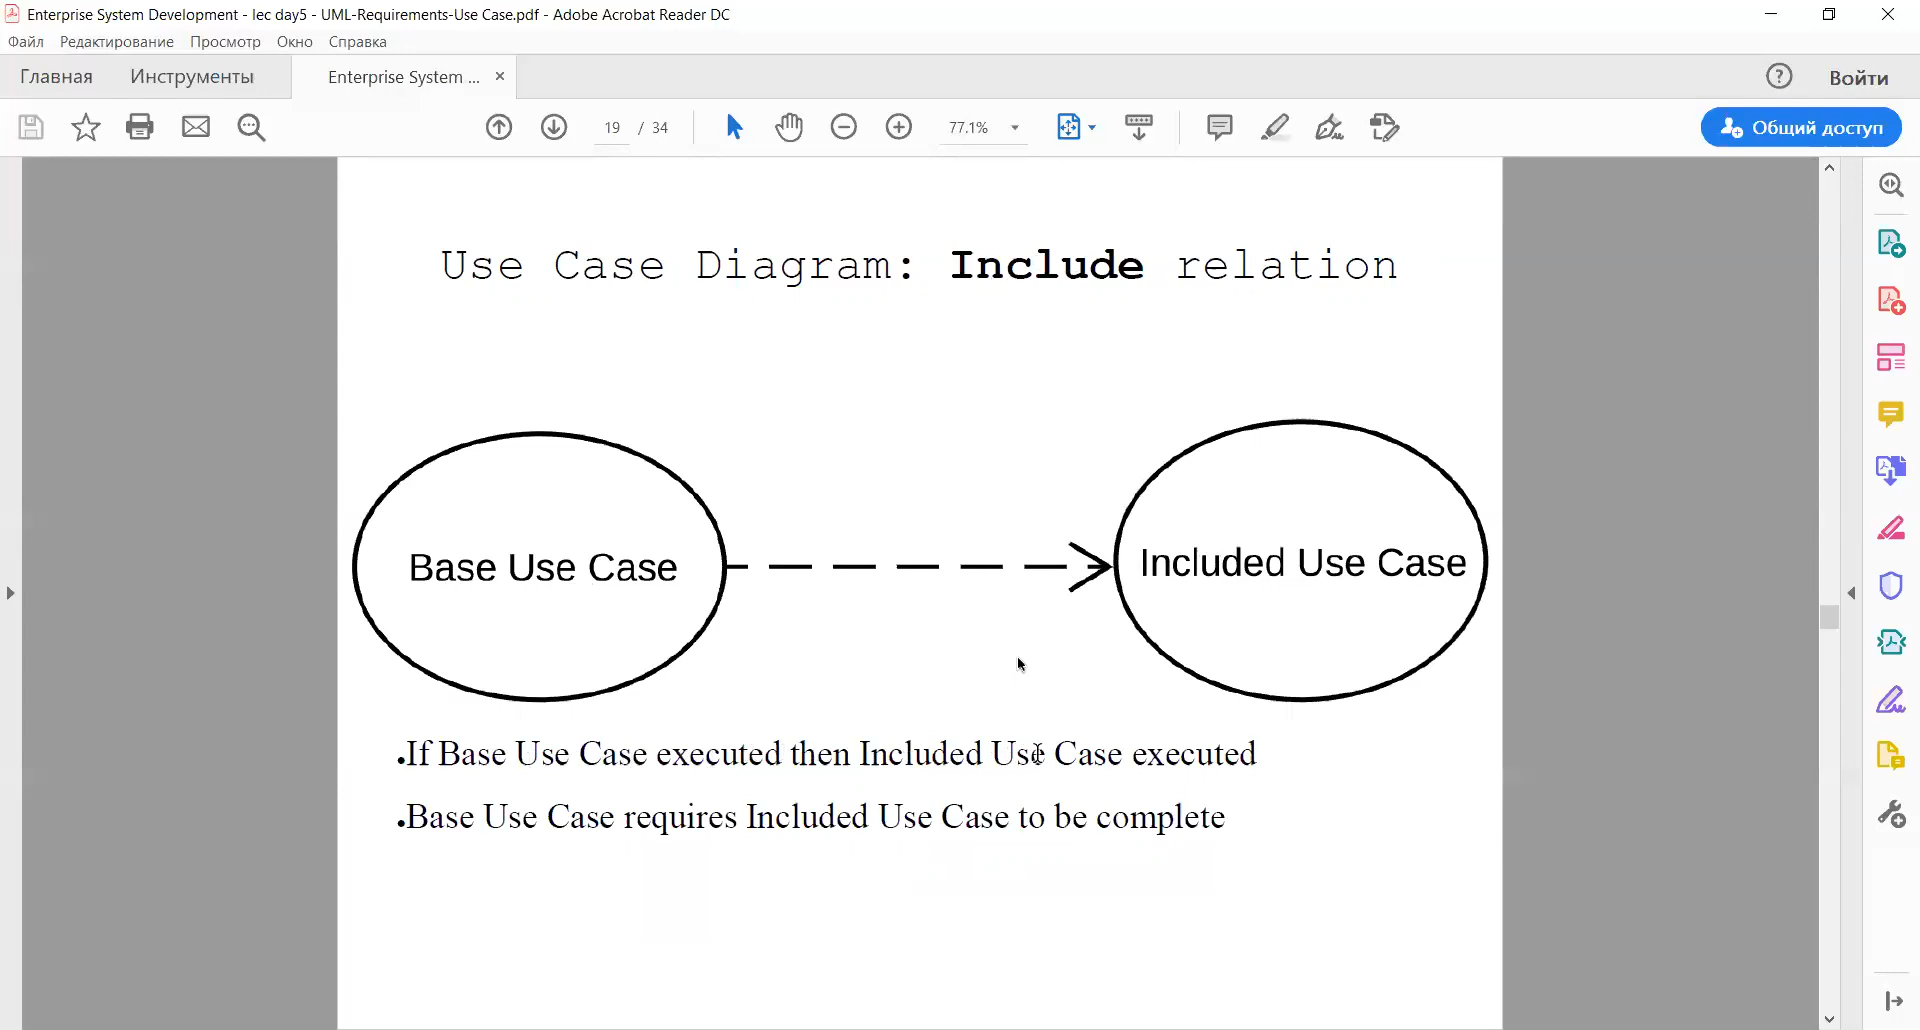 Enterprise System Development - lec day5 - UML-Requirements-Use Case.pdf - Adobe Acrobat Reader DC
Файл Редактирование Просмотр Окно Справка
Главная Инструменты Enterprise System ... Войти
19 / 34 77.1% Общий доступ
Use Case Diagram: Include relation
Base Use Case Included Use Case
•If Base Use Case executed then Included Use Case executed
•Base Use Case requires Included Use Case to be complete